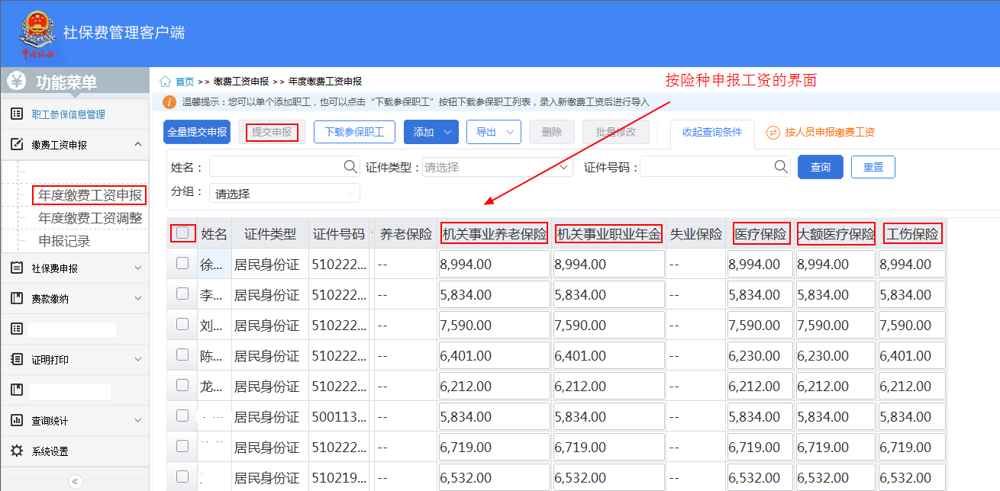 社保费管理客户端
中国税务
功能菜单
职工参保信息管理
缴费工资申报
年度缴费工资申报
年度缴费工资调整
申报记录
社保费申报
费款缴纳
证明打印
查询统计
系统设置
首页 >> 缴费工资申报 >> 年度缴费工资申报
按险种申报工资的界面
温馨提示：您可以单个添加职工，也可以点击“下载参保职工”按钮下载参保职工列表，录入新缴费工资后进行导入
全量提交申报 提交申报 下载参保职工 添加 导出 删除 批量修改 收起查询条件 按人员申报缴费工资
姓名： 证件类型：请选择 证件号码： 查询 重置
分组： 请选择
姓名 证件类型 证件号码 养老保险 机关事业养老保险 机关事业职业年金 失业保险 医疗保险 大额医疗保险 工伤保险
徐... 居民身份证 510222... -- 8,994.00 8,994.00 -- 8,994.00 8,994.00 8,994.00
李... 居民身份证 510222... -- 5,834.00 5,834.00 -- 5,834.00 5,834.00 5,834.00
刘... 居民身份证 510222... -- 7,590.00 7,590.00 -- 7,590.00 7,590.00 7,590.00
陈... 居民身份证 510222... -- 6,401.00 6,401.00 -- 6,230.00 6,230.00 6,401.00
龙... 居民身份证 510222... -- 6,212.00 6,212.00 -- 6,212.00 6,212.00 6,212.00
居民身份证 500113... -- 5,834.00 5,834.00 -- 5,834.00 5,834.00 5,834.00
居民身份证 510222... -- 6,719.00 6,719.00 -- 6,719.00 6,719.00 6,719.00
居民身份证 510219... -- 6,532.00 6,532.00 -- 6,532.00 6,532.00 6,532.00